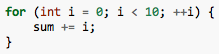 for (int i = 0; i < 10; ++i) {
    sum += i;
}